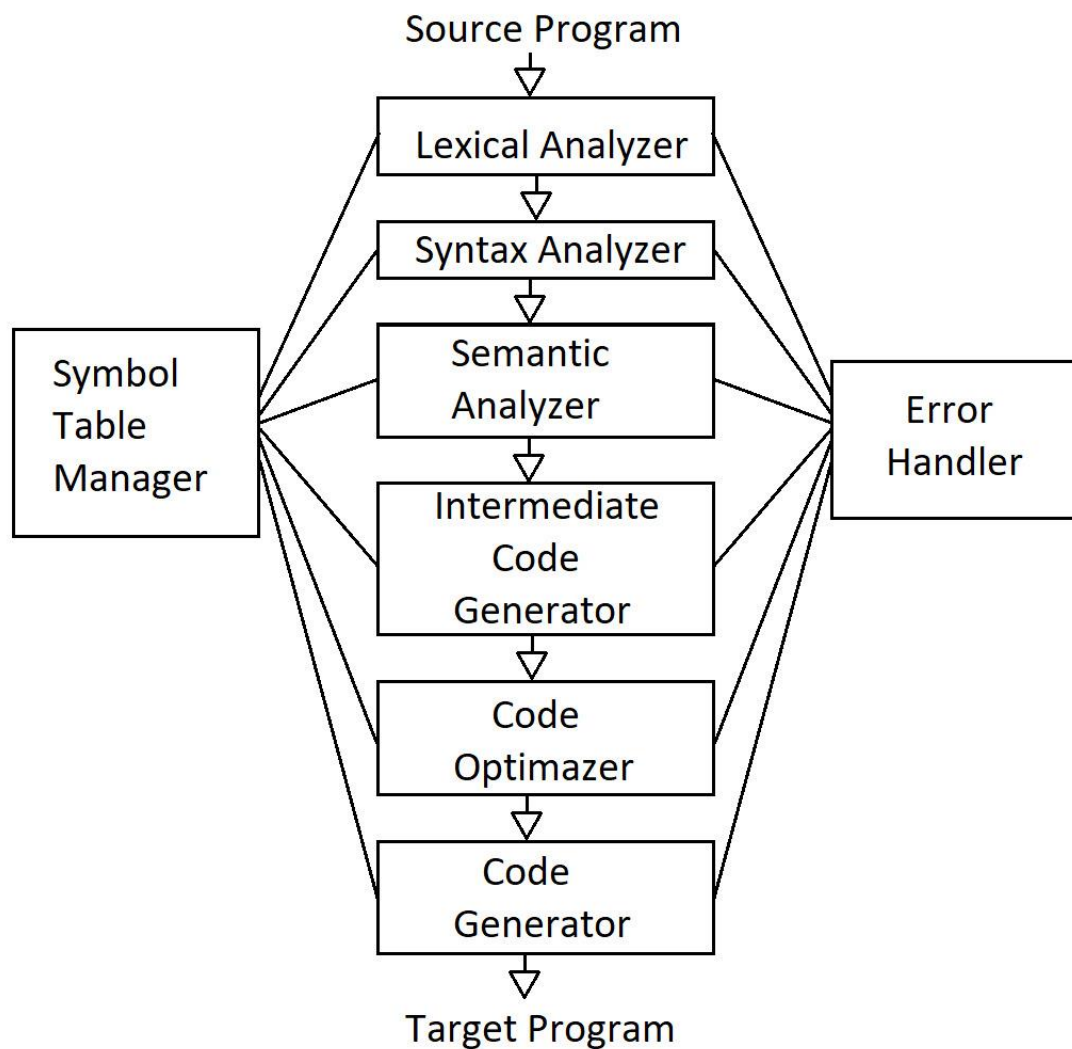 Source Program
Lexical Analyzer
Syntax Analyzer
Semantic
Analyzer
Symbol
Table
Manager
Error
Handler
Intermediate
Code
Generator
Code
Optimazer
Code
Generator
Target Program